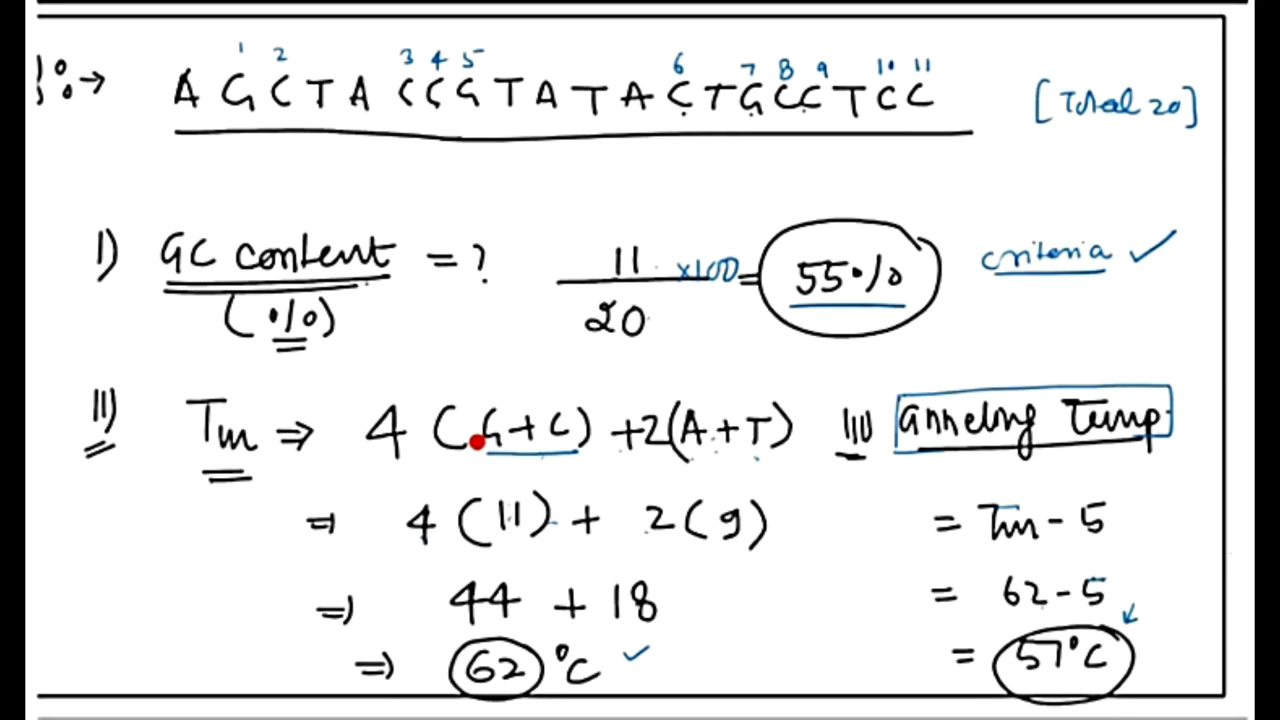 1 2 3 4 5 6 7 8 9 10 11
A G C T A C C G T A T A C T G C C T C C [Total 20]
I) GC content = ? 11 ×100 = 55% criteria ✓
(%) 20
II) Tm ⇒ 4 (G+C) +2(A+T) III Anneling Temp.
⇒ 4 (11) + 2(9) = Tm - 5
⇒ 44 + 18 = 62 - 5
⇒ 62 °C ✓ = 57°C